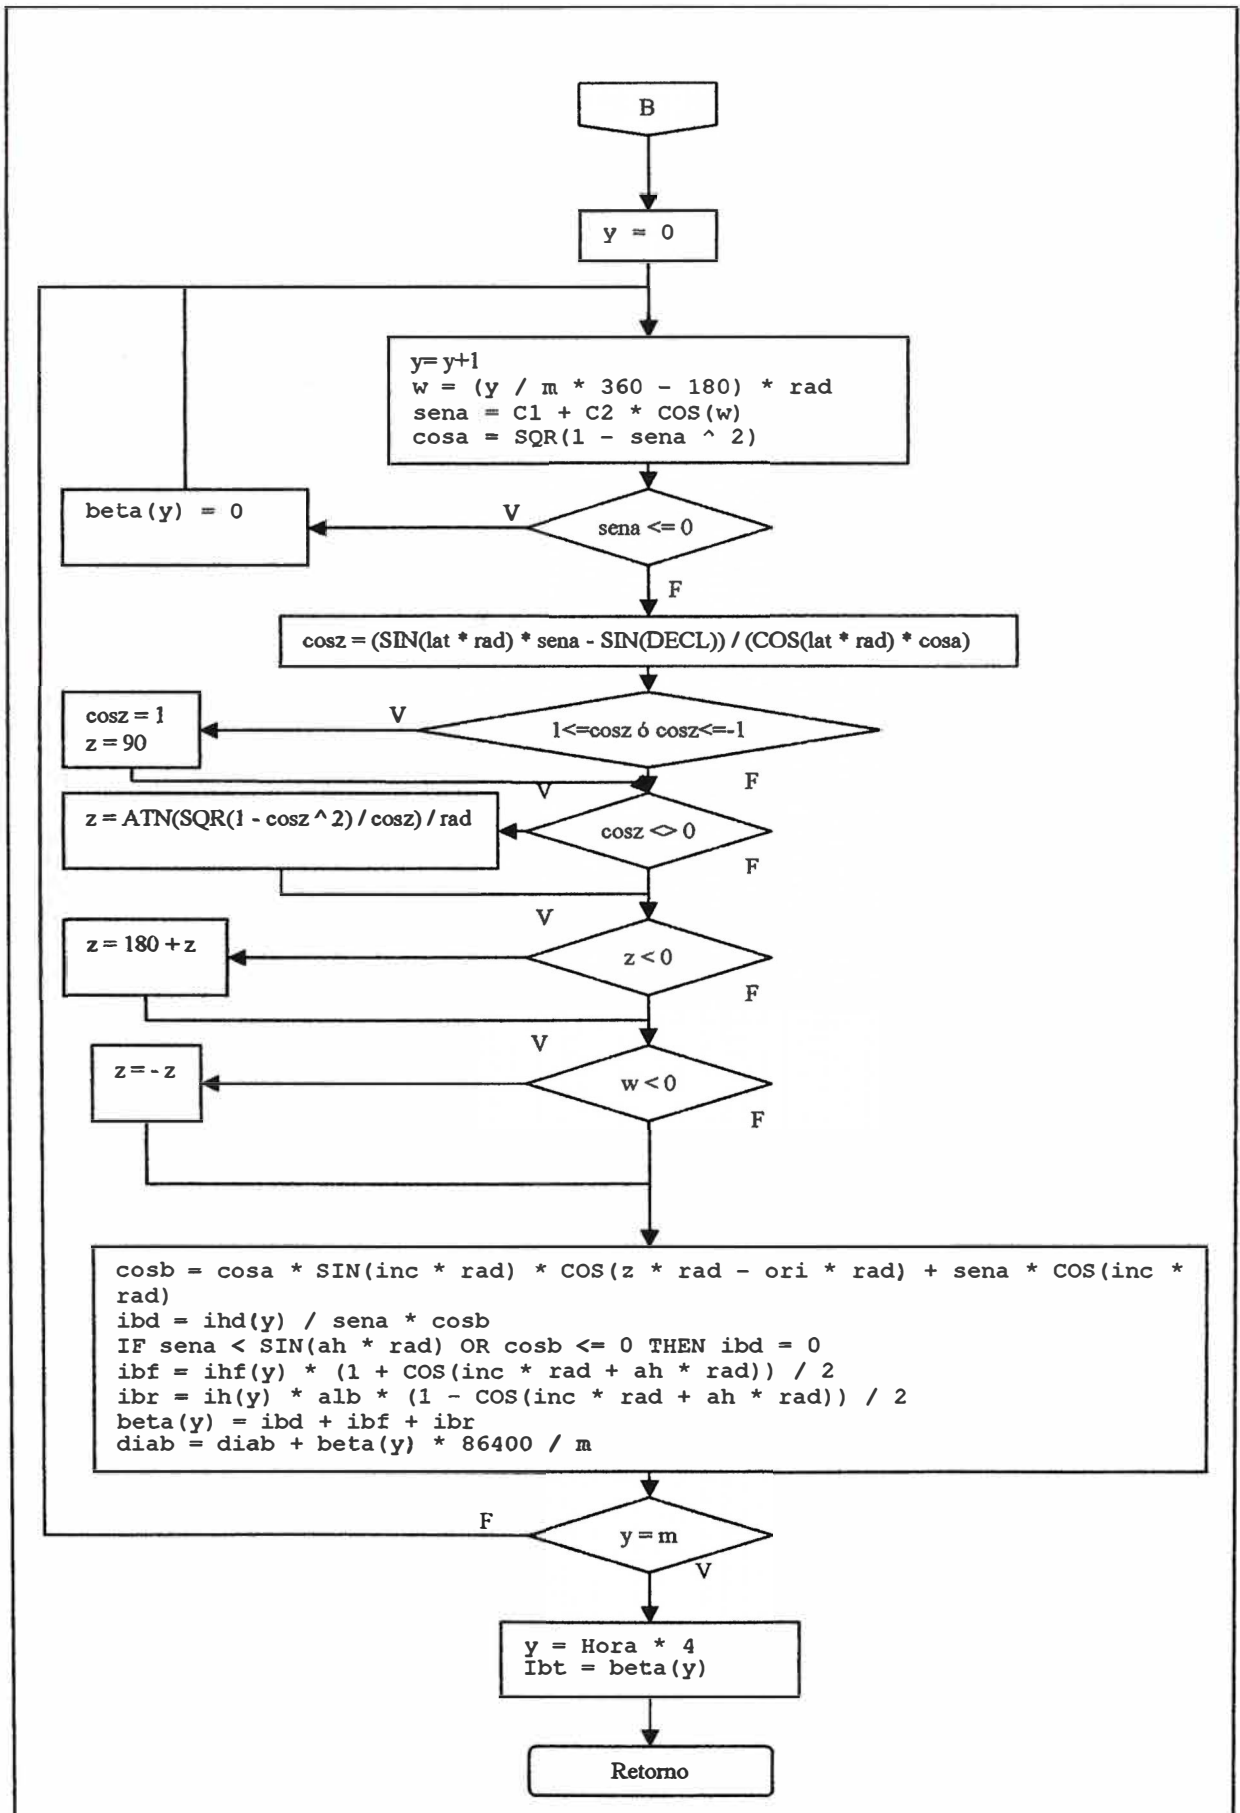 B
y = 0
y= y+1
w = (y / m * 360 - 180) * rad
sena = C1 + C2 * COS(w)
cosa = SQR(1 - sena ^ 2)
beta(y) = 0
V
sena <= 0
F
cosz = (SIN(lat * rad) * sena - SIN(DECL)) / (COS(lat * rad) * cosa)
cosz = 1
z = 90
V
1<=cosz ó cosz<=-1
F
V
z = ATN(SQR(1 - cosz ^ 2) / cosz) / rad
cosz <> 0
F
V
z = 180 + z
z < 0
F
V
z = - z
w < 0
F
cosb = cosa * SIN(inc * rad) * COS(z * rad - ori * rad) + sena * COS(inc *
rad)
ibd = ihd(y) / sena * cosb
IF sena < SIN(ah * rad) OR cosb <= 0 THEN ibd = 0
ibf = ihf(y) * (1 + COS(inc * rad + ah * rad)) / 2
ibr = ih(y) * alb * (1 - COS(inc * rad + ah * rad)) / 2
beta(y) = ibd + ibf + ibr
diab = diab + beta(y) * 86400 / m
F
y = m
V
y = Hora * 4
Ibt = beta(y)
Retorno